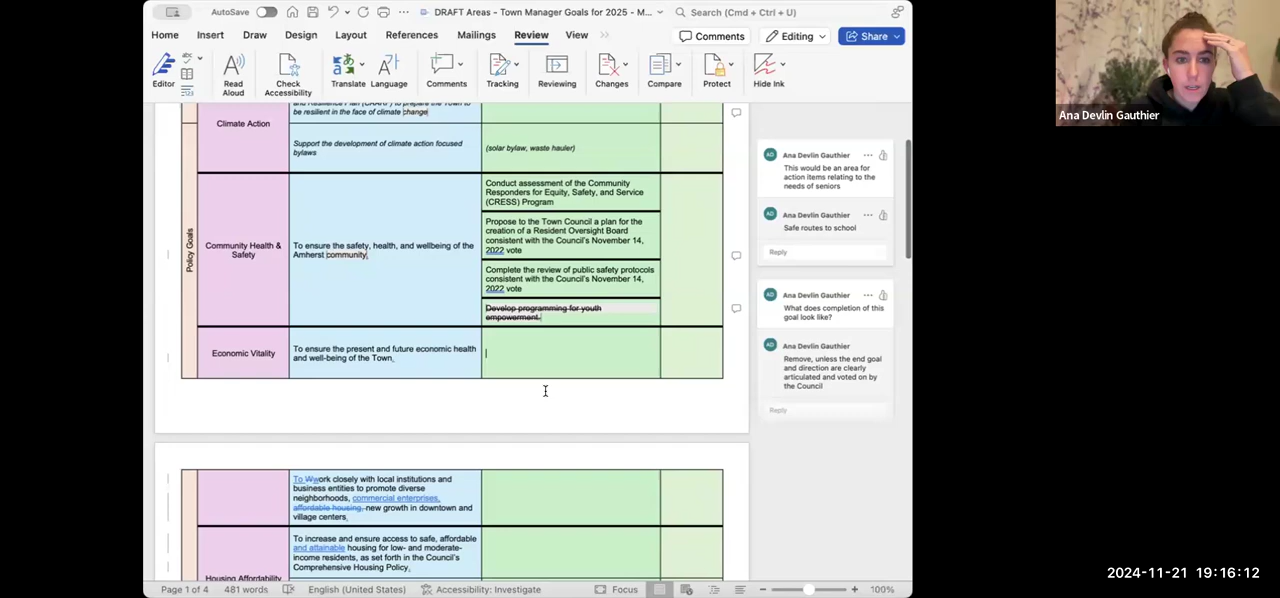 AutoSave
DRAFT Areas - Town Manager Goals for 2025 - M...
Search (Cmd + Ctrl + U)
Home
Insert
Draw
Design
Layout
References
Mailings
Review
View
Comments
Editing
Share
Editor
Read Aloud
Check Accessibility
Translate
Language
Comments
Tracking
Reviewing
Changes
Compare
Protect
Hide Ink
Policy Goals
Climate Action
be resilient in the face of climate change
Support the development of climate action focused
bylaws
(solar bylaw, waste hauler)
Community Health &
Safety
To ensure the safety, health, and wellbeing of the
Amherst community.
Conduct assessment of the Community
Responders for Equity, Safety, and Service
(CRESS) Program
Propose to the Town Council a plan for the
creation of a Resident Oversight Board
consistent with the Council's November 14,
2022 vote
Complete the review of public safety protocols
consistent with the Council's November 14,
2022 vote
Develop programming for youth
empowerment.
Economic Vitality
To ensure the present and future economic health
and well-being of the Town.
To Wwork closely with local institutions and
business entities to promote diverse
neighborhoods, commercial enterprises,
affordable housing, new growth in downtown and
village centers.
Housing Affordability
To increase and ensure access to safe, affordable
and attainable housing for low- and moderate-
income residents, as set forth in the Council's
Comprehensive Housing Policy.
AD Ana Devlin Gauthier
This would be an area for
action items relating to the
needs of seniors
AD Ana Devlin Gauthier
Safe routes to school
Reply
AD Ana Devlin Gauthier
What does completion of this
goal look like?
AD Ana Devlin Gauthier
Remove, unless the end goal
and direction are clearly
articulated and voted on by
the Council
Reply
Page 1 of 4
481 words
English (United States)
Accessibility: Investigate
Focus
100%
Ana Devlin Gauthier
2024-11-21 19:16:12